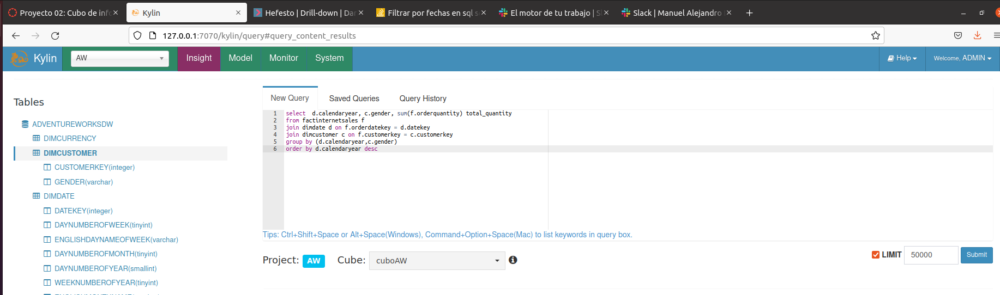 Proyecto 02: Cubo de info
Kylin
Hefesto | Drill-down | Dar
Filtrar por fechas en sql se
El motor de tu trabajo | Sl
Slack | Manuel Alejandro
127.0.0.1:7070/kylin/query#query_content_results
Kylin
AW
Insight
Model
Monitor
System
Help
Welcome, ADMIN
Tables
ADVENTUREWORKSDW
DIMCURRENCY
DIMCUSTOMER
CUSTOMERKEY(integer)
GENDER(varchar)
DIMDATE
DATEKEY(integer)
DAYNUMBEROFWEEK(tinyint)
ENGLISHDAYNAMEOFWEEK(varchar)
DAYNUMBEROFMONTH(tinyint)
DAYNUMBEROFYEAR(smallint)
WEEKNUMBEROFYEAR(tinyint)
New Query
Saved Queries
Query History
1 select  d.calendaryear, c.gender, sum(f.orderquantity) total_quantity
2 from factinternetsales f
3 join dimdate d on f.orderdatekey = d.datekey
4 join dimcustomer c on f.customerkey = c.customerkey
5 group by (d.calendaryear,c.gender)
6 order by d.calendaryear desc
Tips: Ctrl+Shift+Space or Alt+Space(Windows), Command+Option+Space(Mac) to list keywords in query box.
Project: AW
Cube: cuboAW
LIMIT 50000
Submit